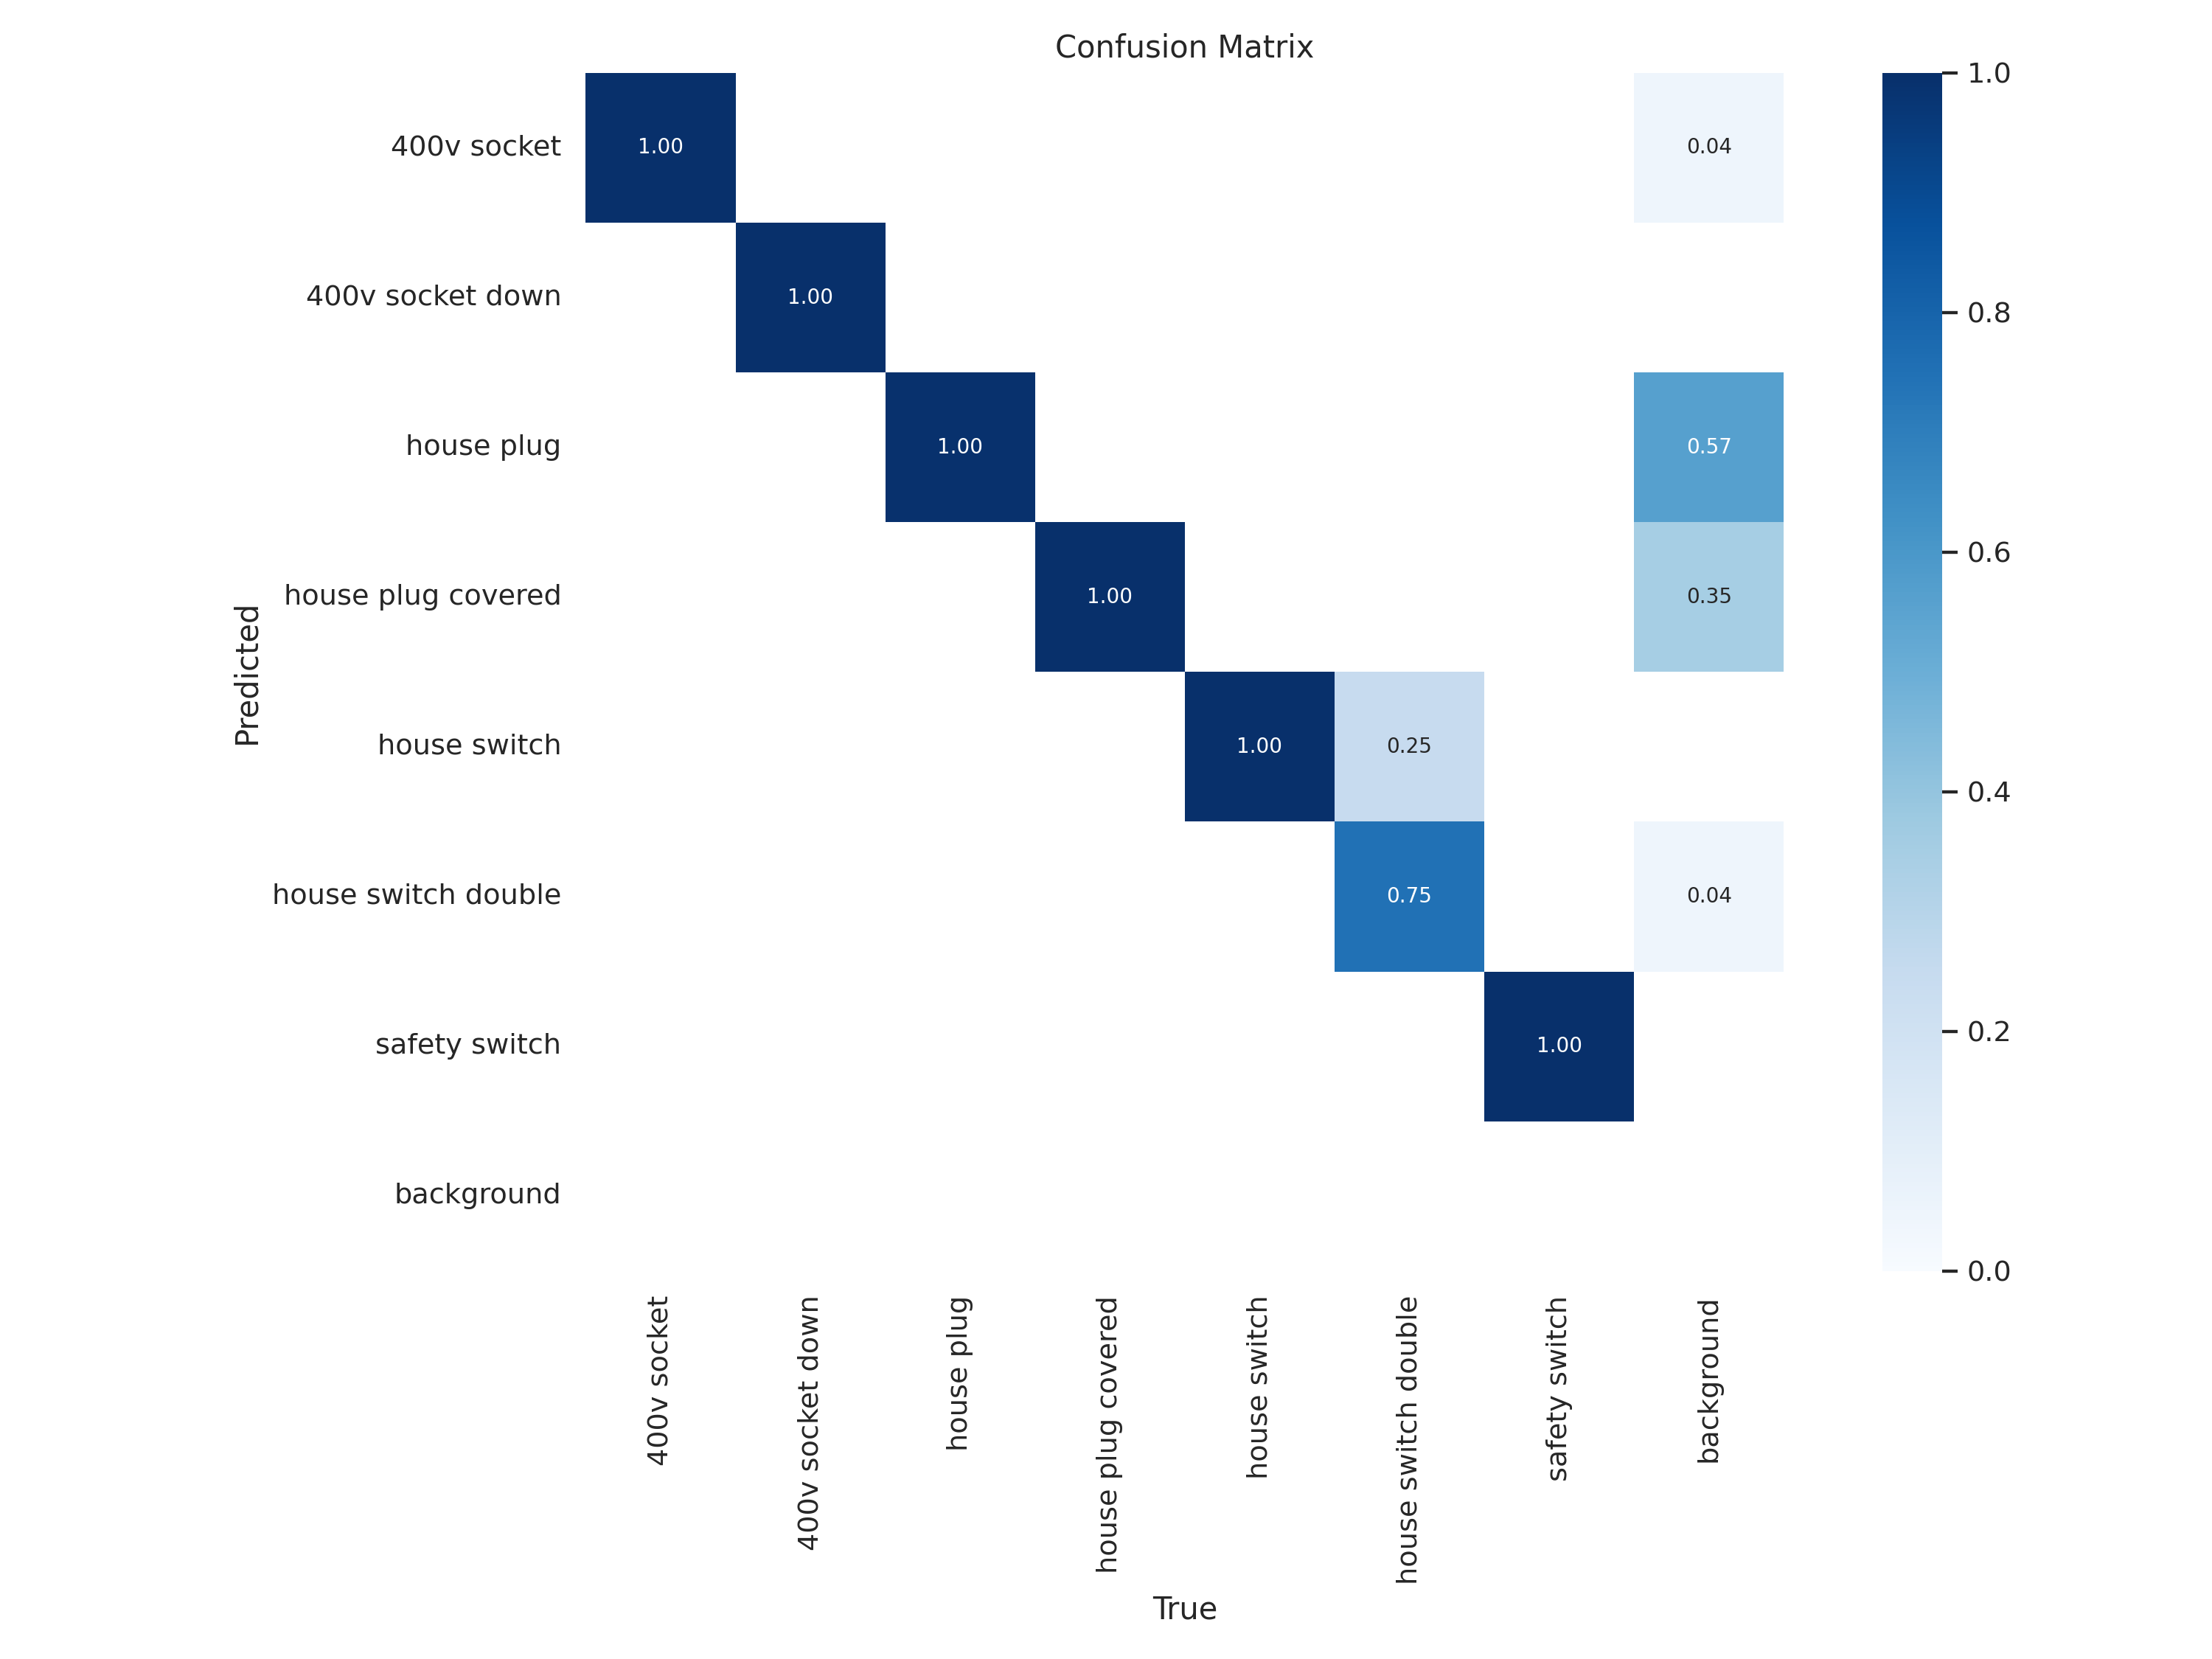 Confusion Matrix
400v socket
1.00
0.04
1.0
400v socket down
1.00
0.8
house plug
1.00
0.57
0.6
house plug covered
1.00
0.35
Predicted
house switch
1.00
0.25
0.4
house switch double
0.75
0.04
safety switch
1.00
0.2
background
0.0
400v socket
400v socket down
house plug
house plug covered
house switch
house switch double
safety switch
background
True